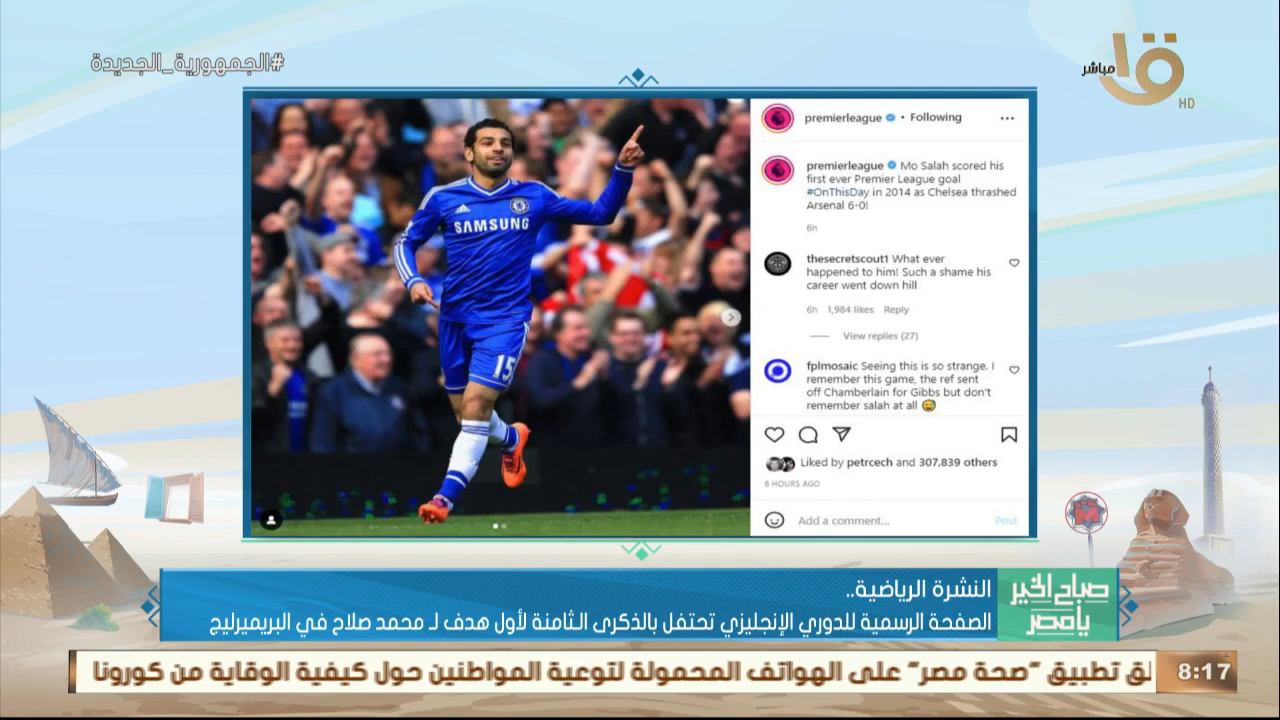 #الجمهورية_الجديدة
مباشر
HD
premierleague • Following
premierleague Mo Salah scored his
first ever Premier League goal
#OnThisDay in 2014 as Chelsea thrashed
Arsenal 6-0!
6h
thesecretscout1 What ever
happened to him! Such a shame his
career went down hill
6h 1,984 likes Reply
View replies (27)
fplmosaic Seeing this is so strange. I
remember this game, the ref sent
off Chamberlain for Gibbs but don't
remember salah at all 😅
Liked by petrcech and 307,839 others
6 HOURS AGO
Add a comment... Post
SAMSUNG
15
M
صباح الخير
يا مصر
النشرة الرياضية..
الصفحة الرسمية للدوري الإنجليزي تحتفل بالذكرى الثامنة لأول هدف لـ محمد صلاح في البريميرليج
8:17
لق تطبيق "صحة مصر" على الهواتف المحمولة لتوعية المواطنين حول كيفية الوقاية من كورونا